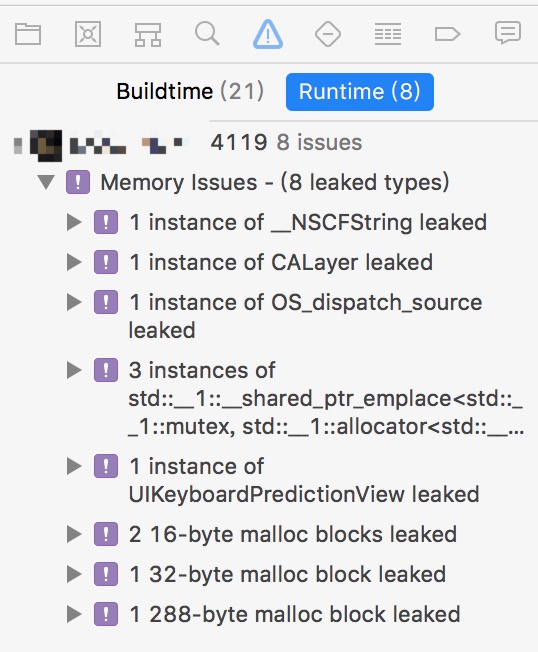 Buildtime (21) Runtime (8)
4119 8 issues
Memory Issues - (8 leaked types)
1 instance of __NSCFString leaked
1 instance of CALayer leaked
1 instance of OS_dispatch_source
leaked
3 instances of
std::__1::__shared_ptr_emplace<std::_
_1::mutex, std::__1::allocator<std::__...
1 instance of
UIKeyboardPredictionView leaked
2 16-byte malloc blocks leaked
1 32-byte malloc block leaked
1 288-byte malloc block leaked